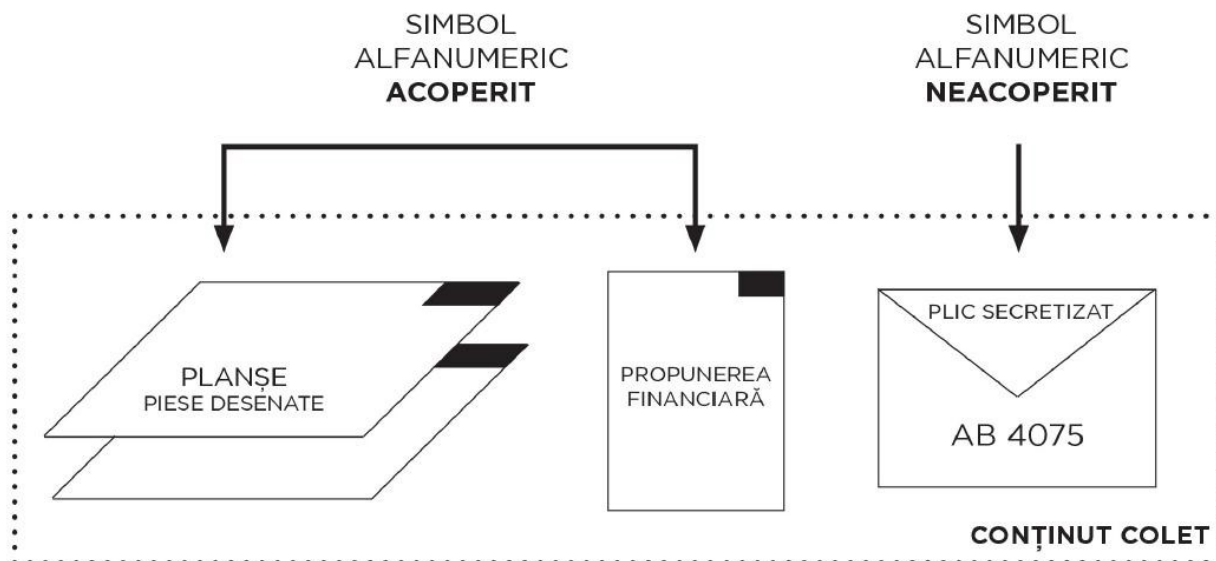 SIMBOL
ALFANUMERIC
ACOPERIT
SIMBOL
ALFANUMERIC
NEACOPERIT
PLANȘE
PIESE DESENATE
PROPUNEREA
FINANCIARĂ
PLIC SECRETIZAT
AB 4075
CONȚINUT COLET